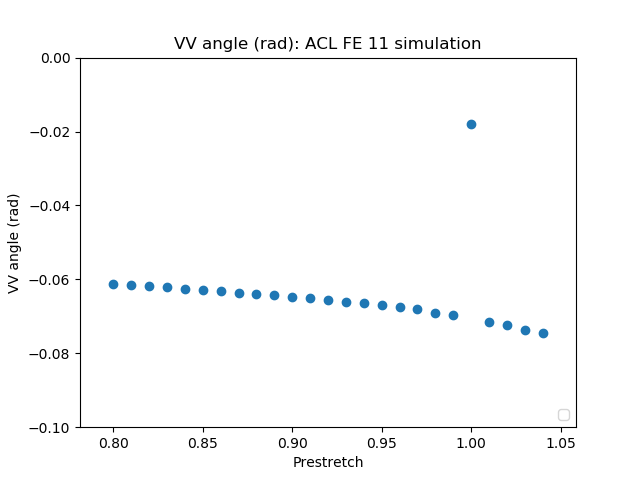 VV angle (rad): ACL FE 11 simulation
0.00
−0.02
−0.04
−0.06
−0.08
−0.10
VV angle (rad)
0.80 0.85 0.90 0.95 1.00 1.05
Prestretch